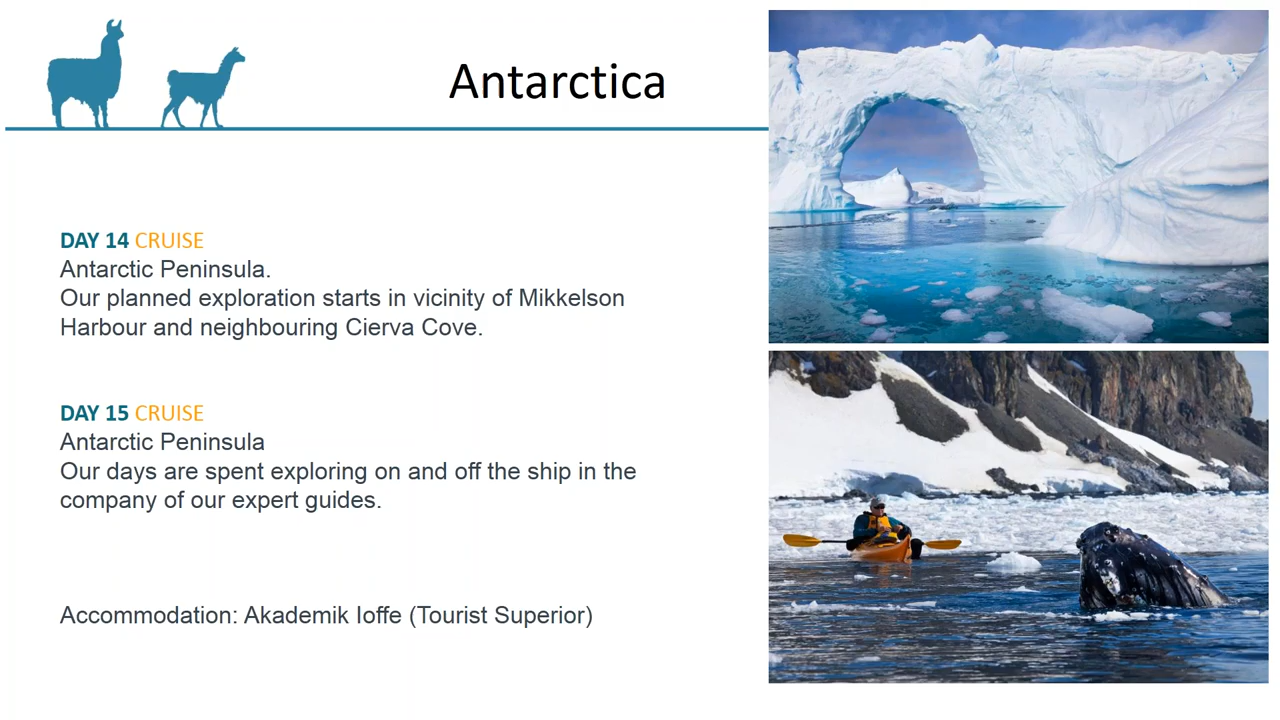 Antarctica
DAY 14 CRUISE
Antarctic Peninsula.
Our planned exploration starts in vicinity of Mikkelson
Harbour and neighbouring Cierva Cove.
DAY 15 CRUISE
Antarctic Peninsula
Our days are spent exploring on and off the ship in the
company of our expert guides.
Accommodation: Akademik Ioffe (Tourist Superior)